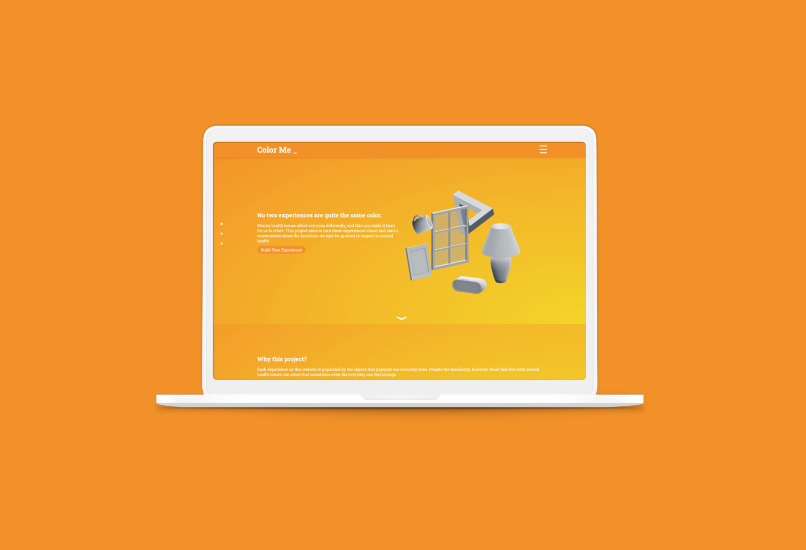 Color Me _
No two experiences are quite the same color.
Mental health issues affect everyone differently, and this can make it hard
for us to relate. This project aims to turn these experiences visual and start a
conversation about the functions we take for granted in respect to mental
health.
Build Your Experience
Why this project?
Each experience on this website is populated by the objects that populate our everyday lives. Despite the familiarity, however, those that live with mental
health issues can attest that sometimes even the everyday can feel strange.